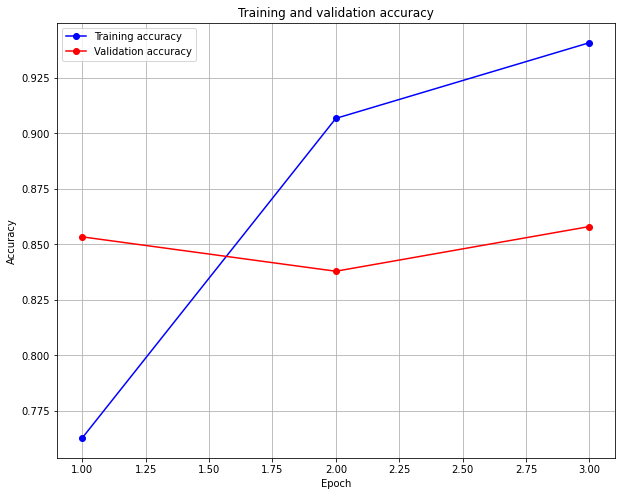 Training and validation accuracy
Training accuracy
Validation accuracy
0.925
0.900
0.875
0.850
0.825
0.800
0.775
Accuracy
1.00 1.25 1.50 1.75 2.00 2.25 2.50 2.75 3.00
Epoch